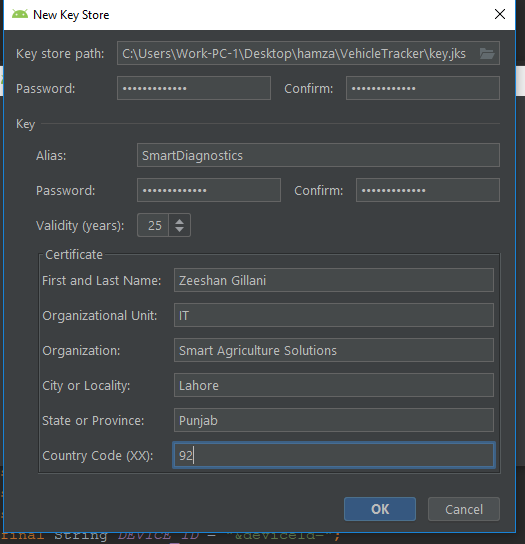 New Key Store
Key store path: C:\Users\Work-PC-1\Desktop\hamza\VehicleTracker\key.jks
Password: ••••••••••••• Confirm: •••••••••••••
Key
Alias: SmartDiagnostics
Password: ••••••••••••• Confirm: •••••••••••••
Validity (years): 25
Certificate
First and Last Name: Zeeshan Gillani
Organizational Unit: IT
Organization: Smart Agriculture Solutions
City or Locality: Lahore
State or Province: Punjab
Country Code (XX): 92
OK Cancel
final String DEVICE_ID = "&deviceid=";